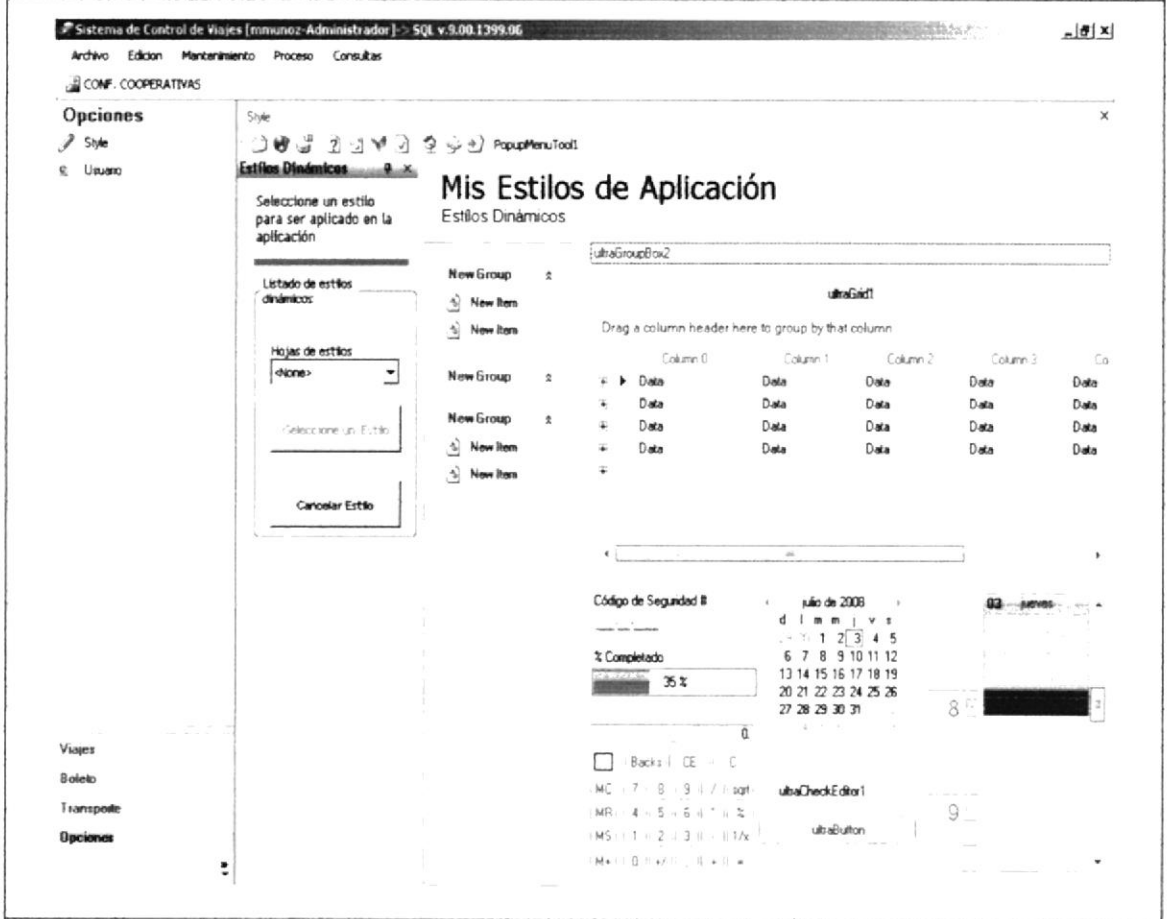 Sistema de Control de Viajes [mmunoz-Administrador]-> SQL v.9.00.1399.06
Archivo Edicion Mantenimiento Proceso Consultas
CONF. COOPERATIVAS
Opciones
Style
Usuario
Style
PopupMenuTool1
Estilos Dinámicos
Seleccione un estilo
para ser aplicado en la
aplicación
Listado de estilos
dinámicos
Hojas de estilos
<None>
Seleccione un Estilo
Cancelar Estilo
Mis Estilos de Aplicación
Estilos Dinámicos
New Group
New Item
New Item
New Group
New Group
New Item
New Item
ultraGroupBox2
ultraGrid1
Drag a column header here to group by that column
Column 0 Column 1 Column 2 Column 3 Co
Data Data Data Data Data
Data Data Data Data Data
Data Data Data Data Data
Data Data Data Data Data
Código de Seguridad #
% Completado
35 %
julio de 2008
d l m m j v s
1 2 3 4 5
6 7 8 9 10 11 12
13 14 15 16 17 18 19
20 21 22 23 24 25 26
27 28 29 30 31
03 jueves
8
9
0.
Backs CE C
MC 7 8 9 / sqrt
MR 4 5 6 * %
MS 1 2 3 - 1/x
M+ 0 +/- . + =
ultraCheckEditor1
ultraButton
Viajes
Boleto
Transporte
Opciones